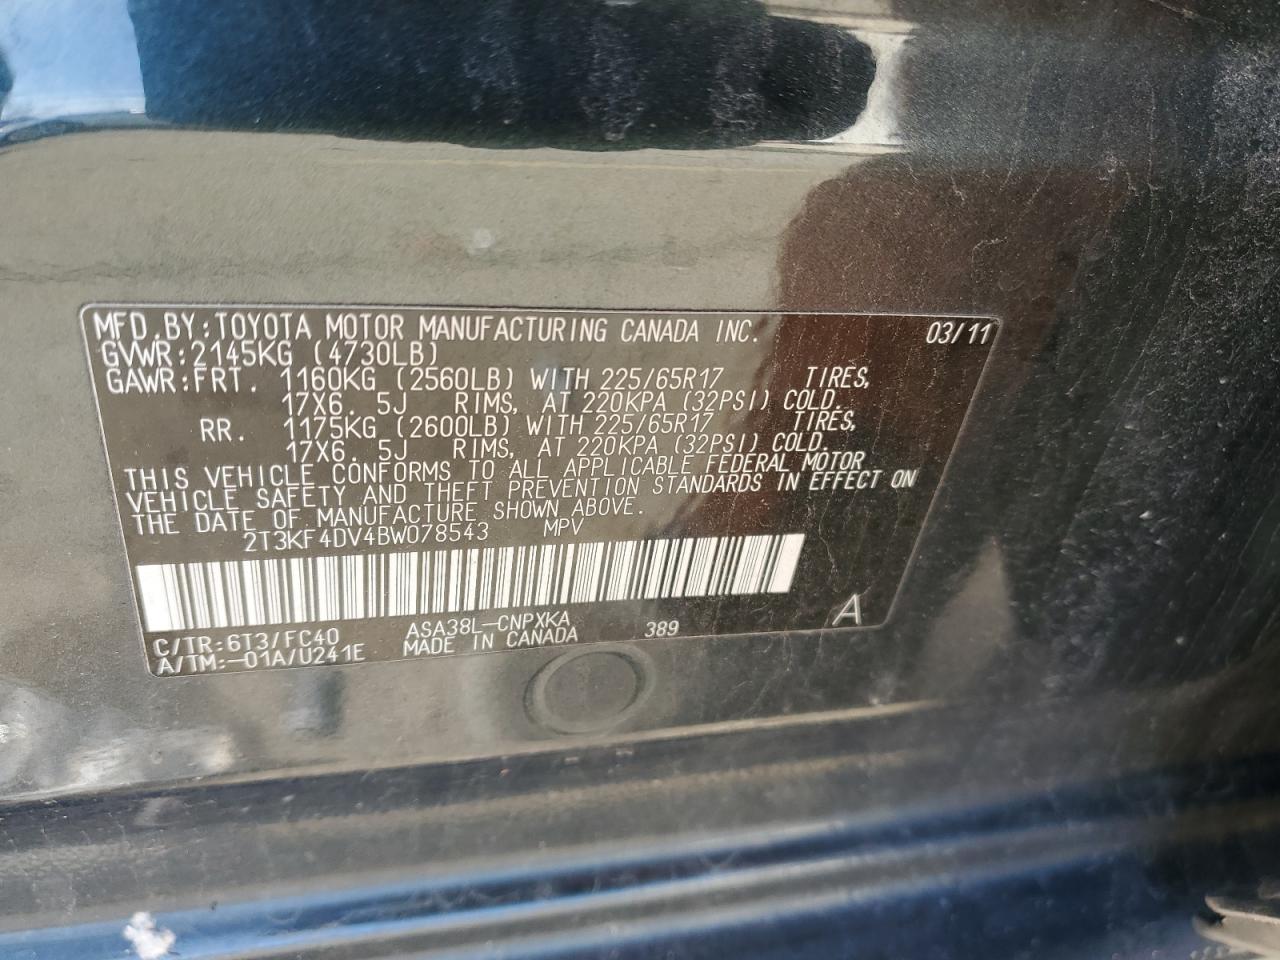 MFD.BY:TOYOTA MOTOR MANUFACTURING CANADA INC. 03/11
GVWR:2145KG (4730LB)
GAWR:FRT. 1160KG (2560LB) WITH 225/65R17 TIRES,
17X6. 5J RIMS, AT 220KPA (32PSI) COLD.
RR. 1175KG (2600LB) WITH 225/65R17 TIRES,
17X6. 5J RIMS, AT 220KPA (32PSI) COLD.
THIS VEHICLE CONFORMS TO ALL APPLICABLE FEDERAL MOTOR
VEHICLE SAFETY AND THEFT PREVENTION STANDARDS IN EFFECT ON
THE DATE OF MANUFACTURE SHOWN ABOVE.
2T3KF4DV4BW078543 MPV
C/TR:6T3/FC40 ASA38L-CNPXKA 389 A
A/TM:-01A/U241E MADE IN CANADA